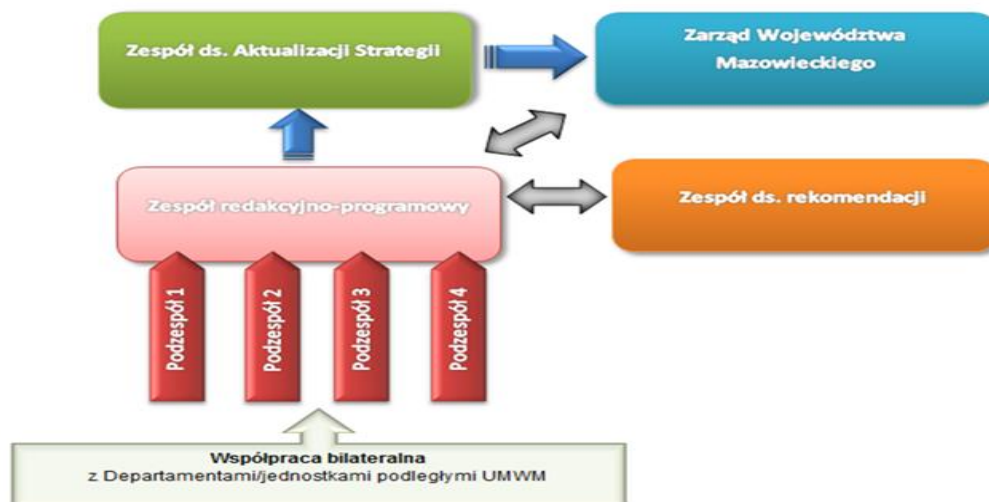 Zespół ds. Aktualizacji Strategii
Zarząd Województwa
Mazowieckiego
Zespół redakcyjno-programowy
Zespół ds. rekomendacji
Podzespół 1
Podzespół 2
Podzespół 3
Podzespół 4
Współpraca bilateralna
z Departamentami/jednostkami podległymi UMWM